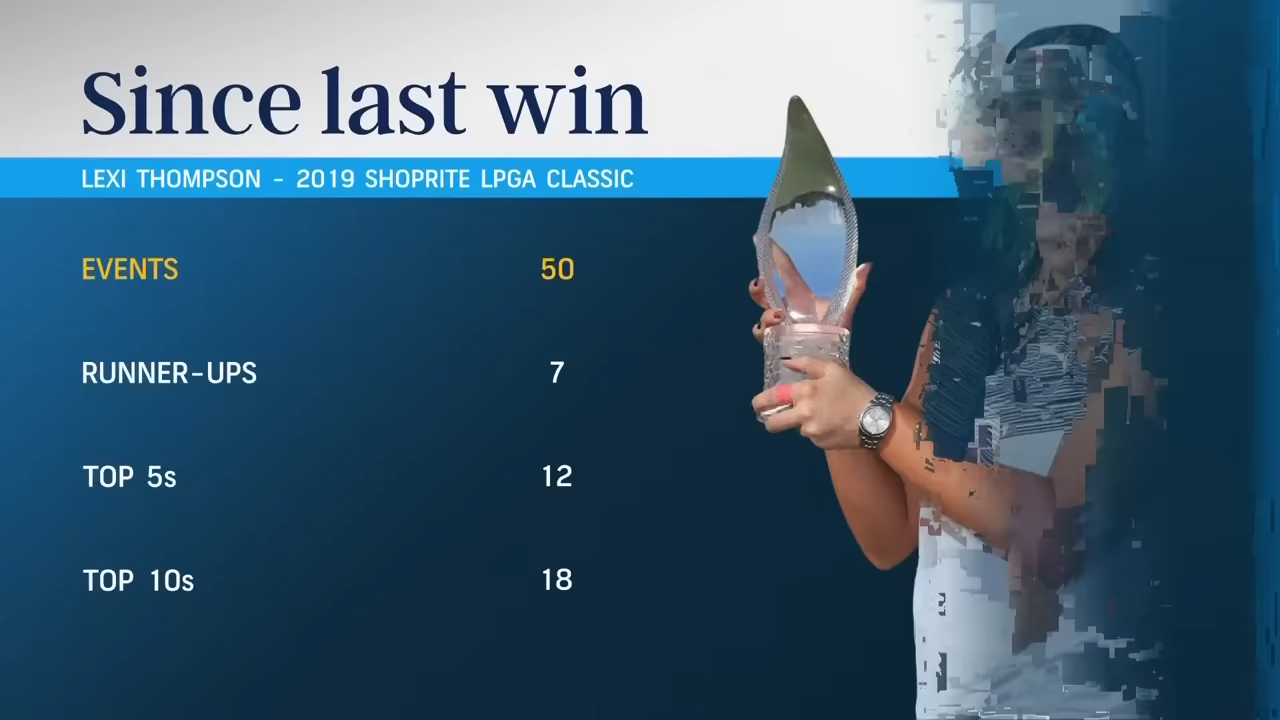 Since last win
LEXI THOMPSON - 2019 SHOPRITE LPGA CLASSIC
EVENTS 50
RUNNER-UPS 7
TOP 5s 12
TOP 10s 18